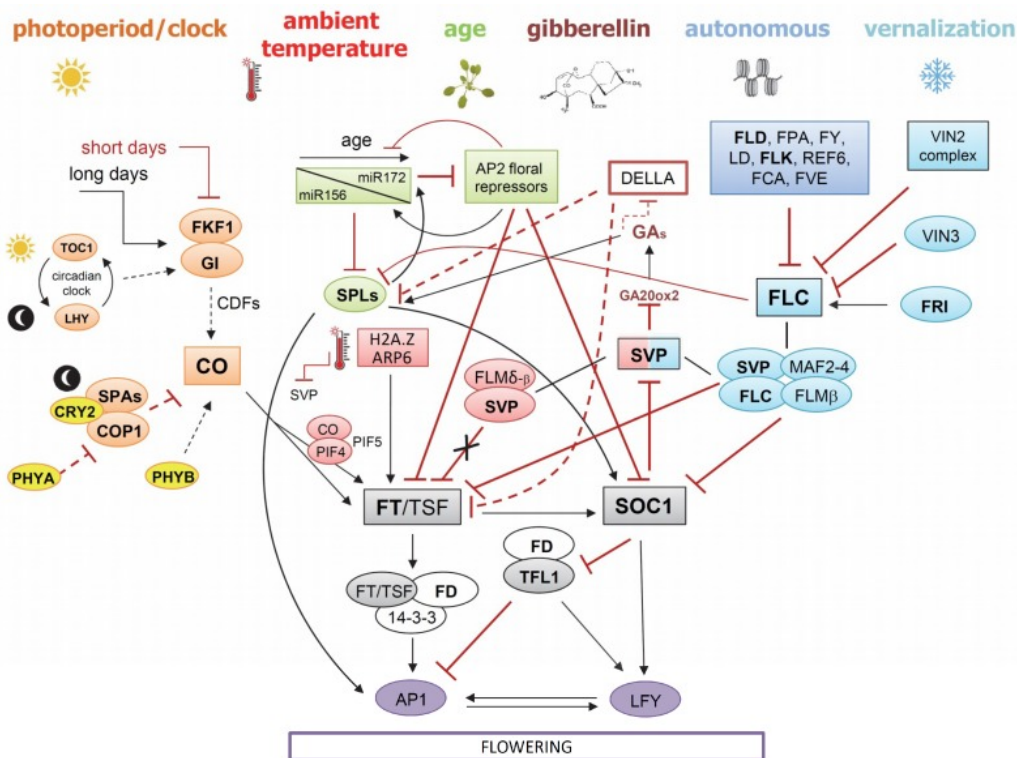 photoperiod/clock
ambient
temperature
age
gibberellin
autonomous
vernalization
short days
long days
age
miR172
miR156
AP2 floral
repressors
DELLA
FLD, FPA, FY,
LD, FLK, REF6,
FCA, FVE
VIN2
complex
FKF1
GI
TOC1
circadian
clock
LHY
CDFs
SPLs
GAs
GA20ox2
VIN3
FLC
FRI
H2A.Z
ARP6
SVP
CO
SVP
FLMδ-β
SVP
SVP
MAF2-4
FLC
FLMβ
SPAs
CRY2
COP1
PHYA
PHYB
CO
PIF4
PIF5
FT/TSF
SOC1
FD
TFL1
FT/TSF
FD
14-3-3
AP1
LFY
FLOWERING